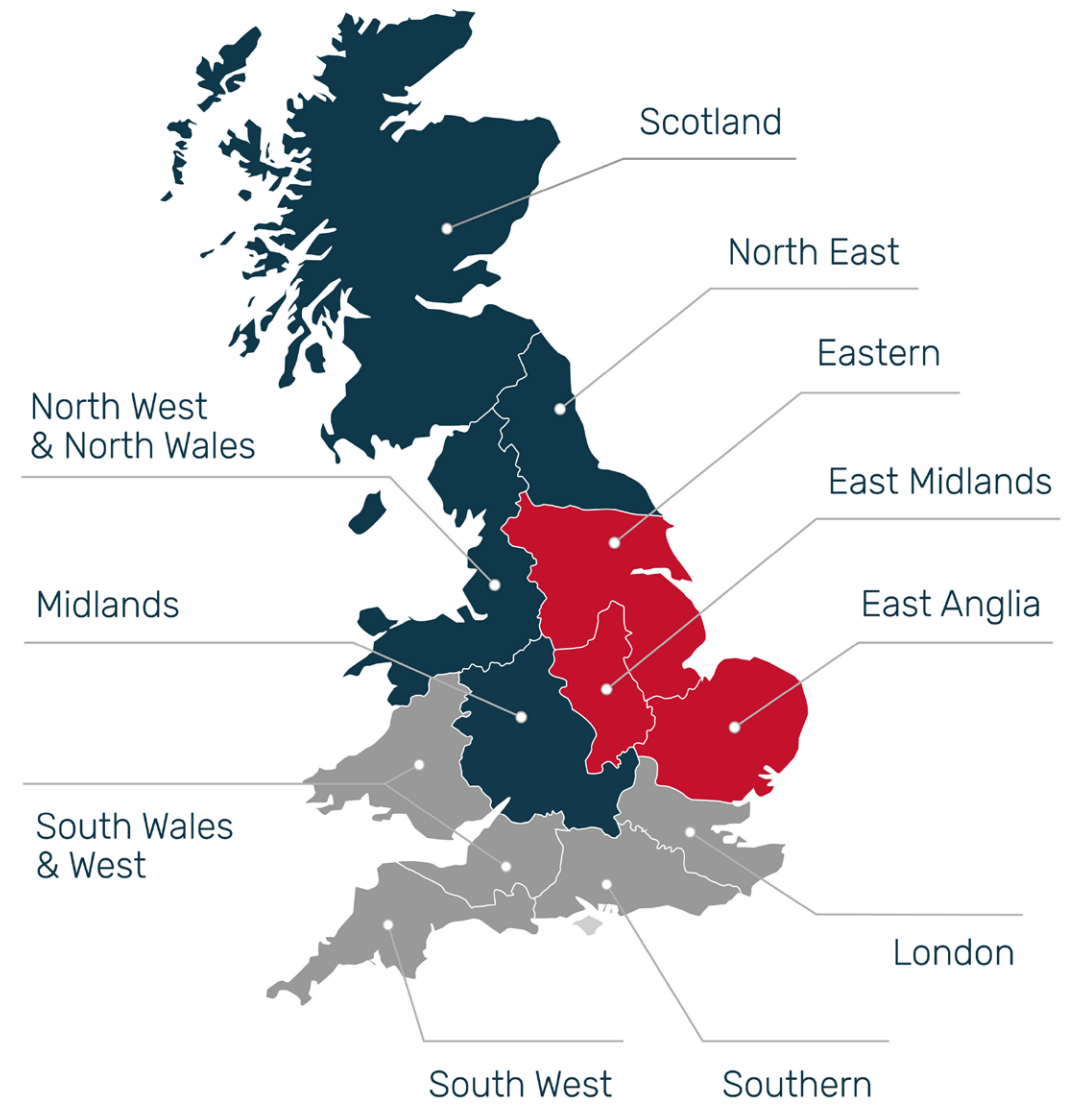 Scotland
North East
Eastern
North West
& North Wales
East Midlands
Midlands
East Anglia
South Wales
& West
London
South West
Southern